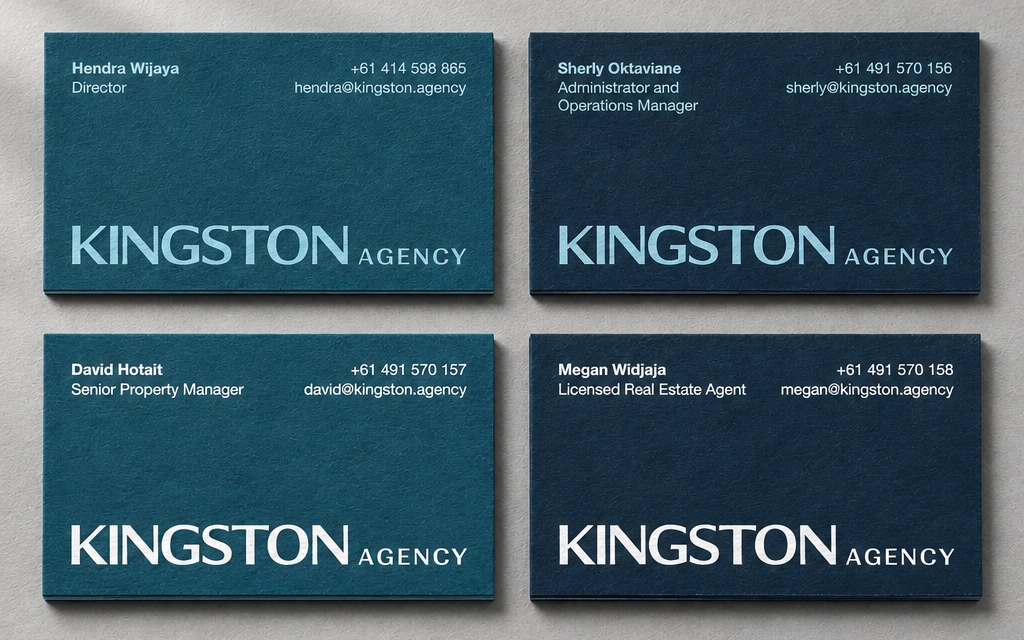 Hendra Wijaya
Director
+61 414 598 865
hendra@kingston.agency
KINGSTON AGENCY
Sherly Oktaviane
Administrator and
Operations Manager
+61 491 570 156
sherly@kingston.agency
KINGSTON AGENCY
David Hotait
Senior Property Manager
+61 491 570 157
david@kingston.agency
KINGSTON AGENCY
Megan Widjaja
Licensed Real Estate Agent
+61 491 570 158
megan@kingston.agency
KINGSTON AGENCY